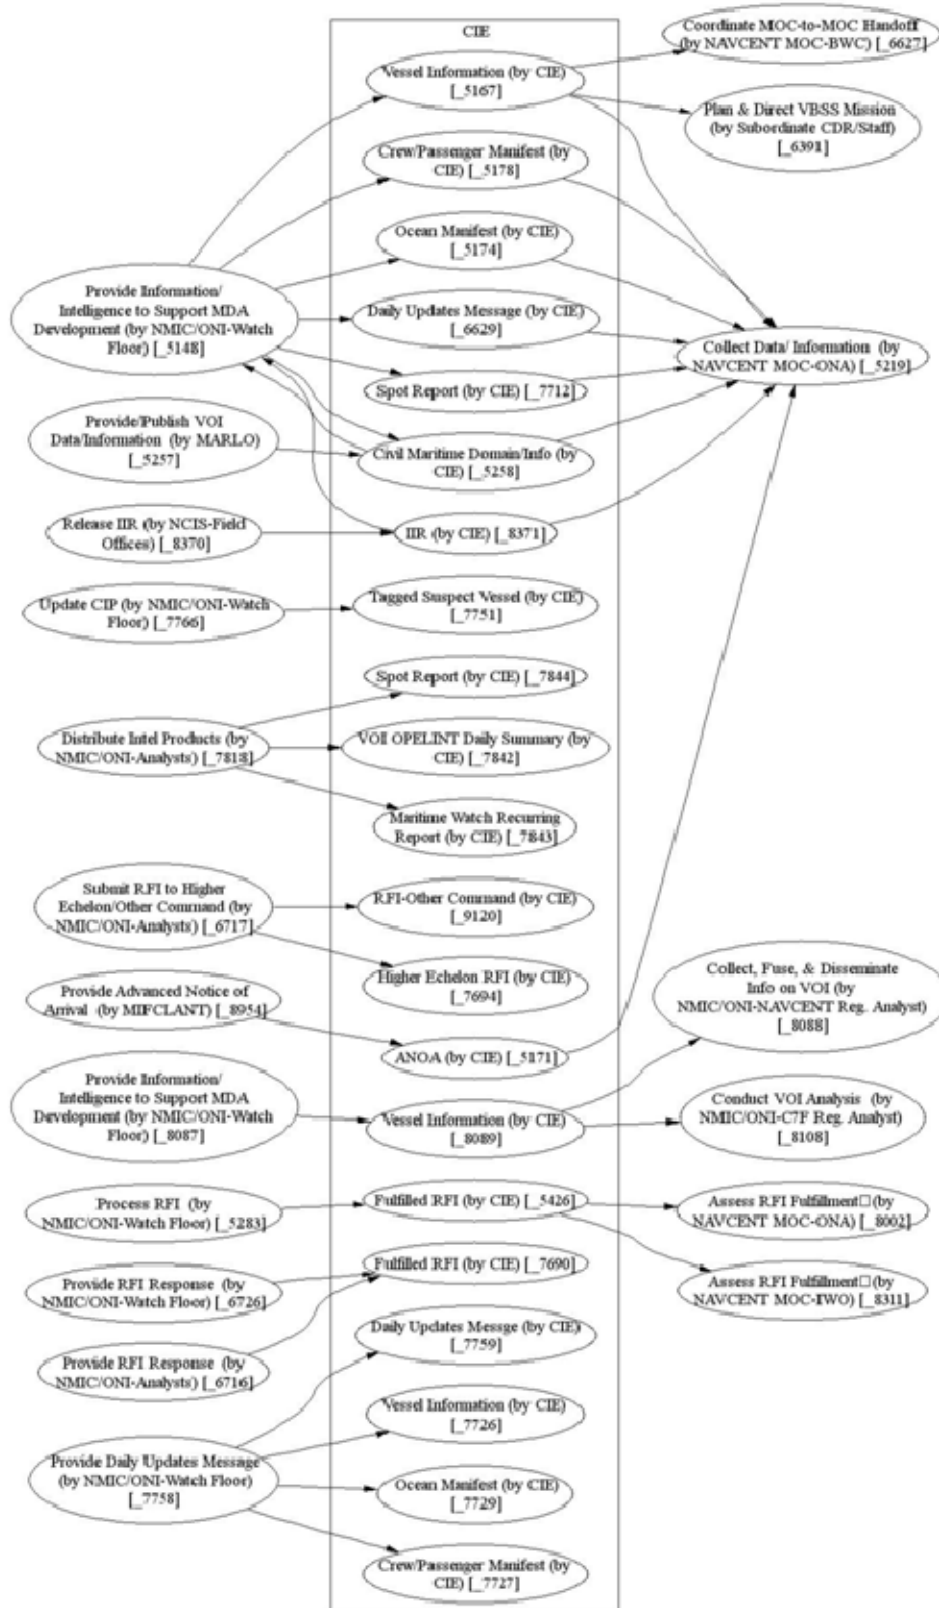 CIE
Vessel Information (by CIE)
[_5167]
Crew/Passenger Manifest (by
CIE) [_5178]
Ocean Manifest (by CIE)
[_5174]
Daily Updates Message (by CIE)
[_6629]
Spot Report (by CIE) [_7712]
Civil Maritime Domain/Info (by
CIE) [_5258]
IIR (by CIE) [_8371]
Tagged Suspect Vessel (by CIE)
[_7751]
Spot Report (by CIE) [_7844]
VOI OPELINT Daily Summary (by
CIE) [_7842]
Maritime Watch Recurring
Report (by CIE) [_7843]
RFI-Other Command (by CIE)
[_9120]
Higher Echelon RFI (by CIE)
[_7694]
ANOA (by CIE) [_5171]
Vessel Information (by CIE)
[_8089]
Fulfilled RFI (by CIE) [_5426]
Fulfilled RFI (by CIE) [_7690]
Daily Updates Messge (by CIE)
[_7759]
Vessel Information (by CIE)
[_7726]
Ocean Manifest (by CIE)
[_7729]
Crew/Passenger Manifest (by
CIE) [_7727]
Provide Information/
Intelligence to Support MDA
Development (by NMIC/ONI-Watch
Floor) [_5148]
Provide/Publish VOI
Data/Information (by MARLO)
[_5257]
Release IIR (by NCIS-Field
Offices) [_8370]
Update CIP (by NMIC/ONI-Watch
Floor) [_7766]
Distribute Intel Products (by
NMIC/ONI-Analysts) [_7818]
Submit RFI to Higher
Echelon/Other Command (by
NMIC/ONI-Analysts) [_6717]
Provide Advanced Notice of
Arrival (by MIFCLANT) [_8954]
Provide Information/
Intelligence to Support MDA
Development (by NMIC/ONI-Watch
Floor) [_8087]
Process RFI (by
NMIC/ONI-Watch Floor) [_5283]
Provide RFI Response (by
NMIC/ONI-Watch Floor) [_6726]
Provide RFI Response (by
NMIC/ONI-Analysts) [_6716]
Provide Daily Updates Message
(by NMIC/ONI-Watch Floor)
[_7758]
Coordinate MOC-to-MOC Handoff
(by NAVCENT MOC-BWC) [_6627]
Plan & Direct VBSS Mission
(by Subordinate CDR/Staff)
[_6391]
Collect Data/ Information (by
NAVCENT MOC-ONA) [_5219]
Collect, Fuse, & Disseminate
Info on VOI (by
NMIC/ONI-NAVCENT Reg. Analyst)
[_8088]
Conduct VOI Analysis (by
NMIC/ONI-C7F Reg. Analyst)
[_8108]
Assess RFI Fulfillment□ (by
NAVCENT MOC-ONA) [_8002]
Assess RFI Fulfillment□ (by
NAVCENT MOC-IWO) [_8311]